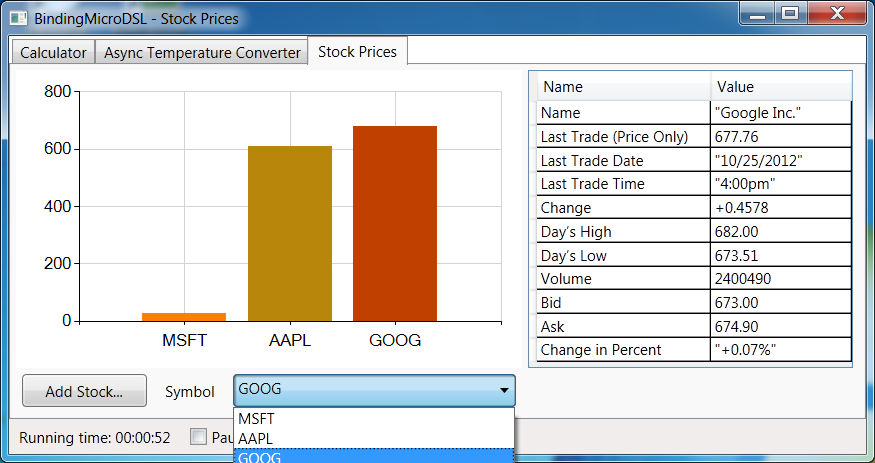 BindingMicroDSL - Stock Prices
Calculator Async Temperature Converter Stock Prices
800
600
400
200
0
MSFT AAPL GOOG
Name Value
Name "Google Inc."
Last Trade (Price Only) 677.76
Last Trade Date "10/25/2012"
Last Trade Time "4:00pm"
Change +0.4578
Day's High 682.00
Day's Low 673.51
Volume 2400490
Bid 673.00
Ask 674.90
Change in Percent "+0.07%"
Add Stock... Symbol GOOG
MSFT
AAPL
GOOG
Running time: 00:00:52 Pau